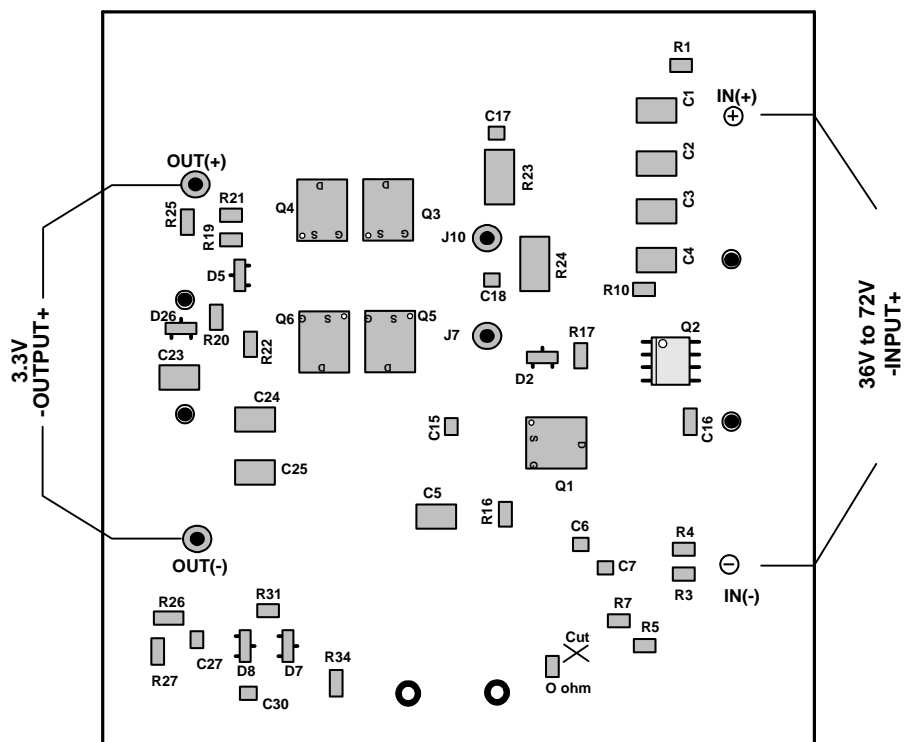 R1
IN(+)
C1
C17
C2
OUT(+)
R23
R21
R25
Q4
D
D
Q3
C3
R19
S
G
S
G
J10
D5
R24
C4
C18
R10
D26
R20
Q6
G
S
S
G
Q5
J7
R17
Q2
R22
D
D
D2
C23
C24
C15
S
D
G
C16
C25
Q1
C5
R16
C6
R4
C7
R3
IN(-)
OUT(-)
R26
R31
R7
R5
Cut
R27
C27
D8
D7
R34
C30
O ohm
3.3V
-OUTPUT+
36V to 72V
-INPUT+